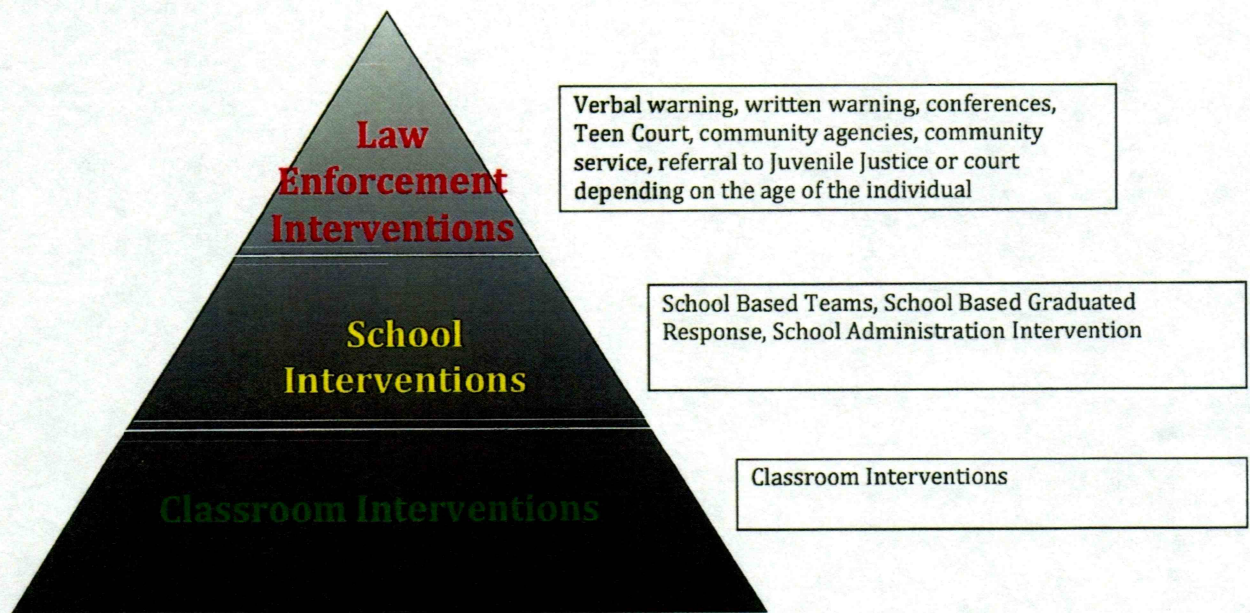 Law
Enforcement
Interventions
Verbal warning, written warning, conferences,
Teen Court, community agencies, community
service, referral to Juvenile Justice or court
depending on the age of the individual
School
Interventions
School Based Teams, School Based Graduated
Response, School Administration Intervention
Classroom Interventions
Classroom Interventions